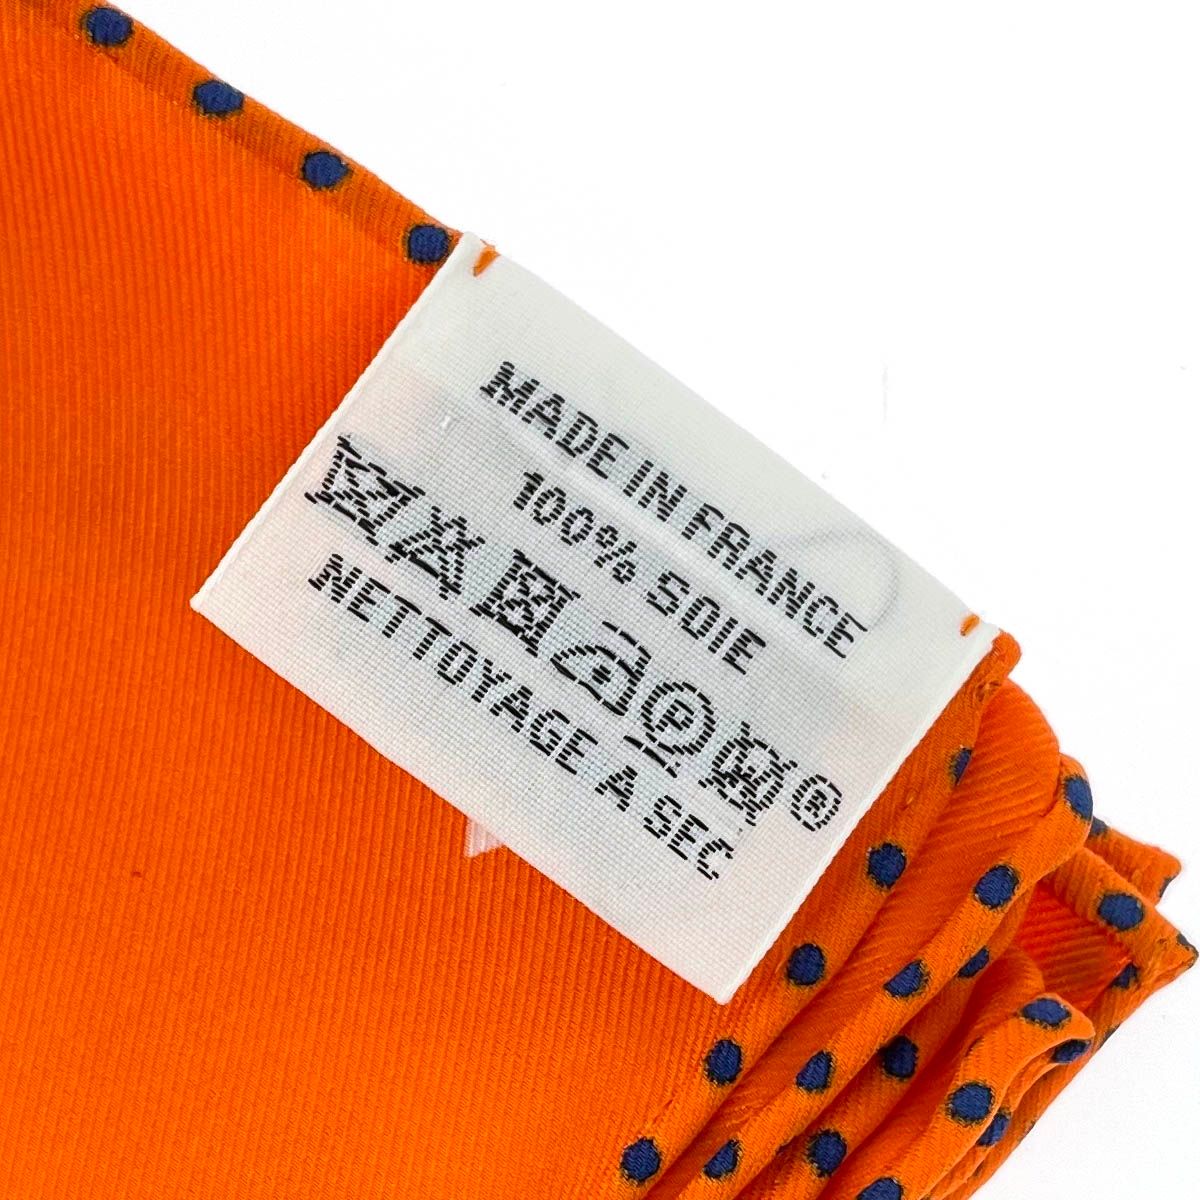 MADE IN FRANCE
100% SOIE
P W ®
NETTOYAGE A SEC